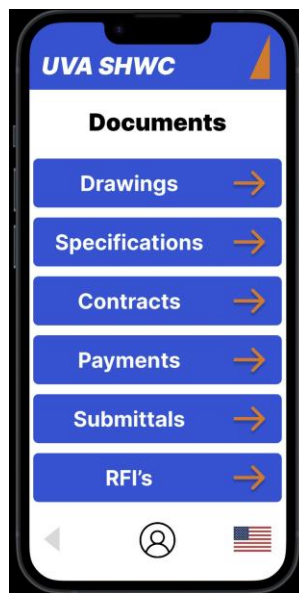 UVA SHWC
Documents
Drawings
Specifications
Contracts
Payments
Submittals
RFI's